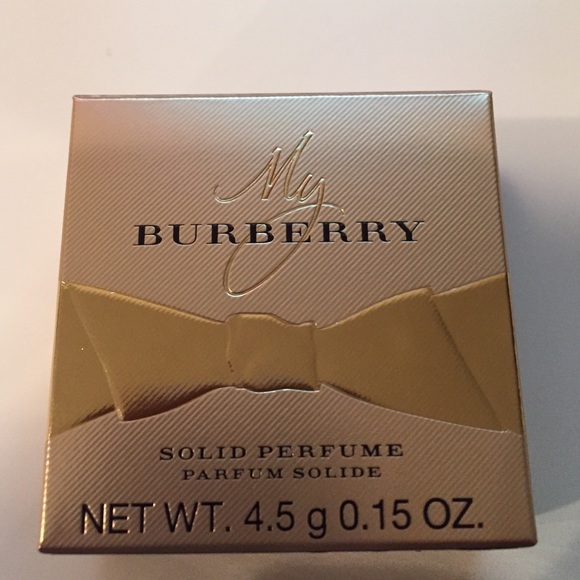 My
BURBERRY
SOLID PERFUME
PARFUM SOLIDE
NET WT. 4.5 g 0.15 OZ.